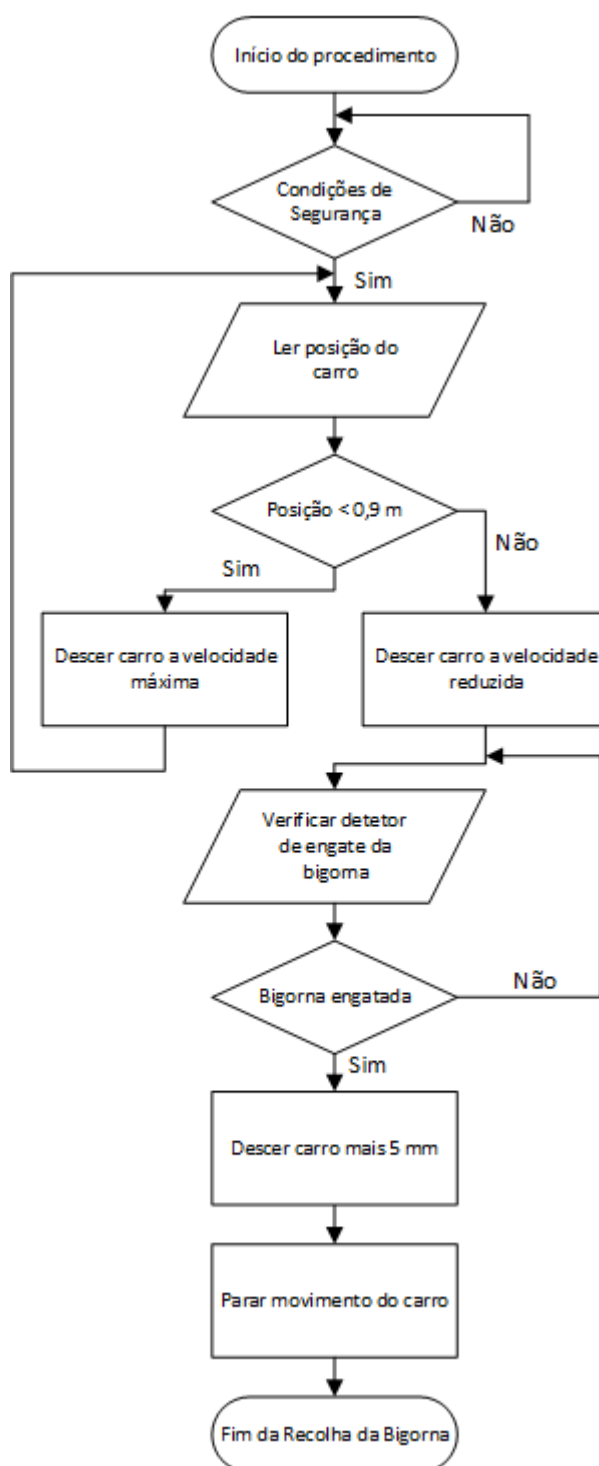 Início do procedimento
Condições de
Segurança
Não
Sim
Ler posição do
carro
Posição < 0,9 m
Não
Sim
Descer carro a velocidade
máxima
Descer carro a velocidade
reduzida
Verificar detetor
de engate da
bigorna
Bigorna engatada
Não
Sim
Descer carro mais 5 mm
Parar movimento do carro
Fim da Recolha da Bigorna